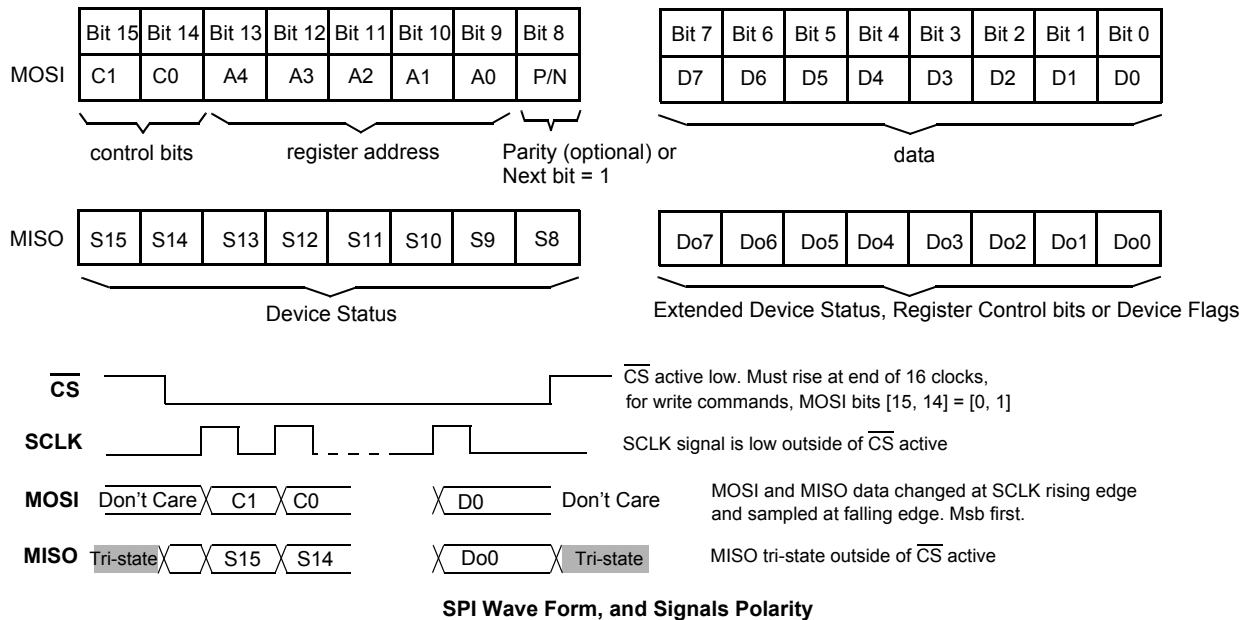 Bit 15 Bit 14 Bit 13 Bit 12 Bit 11 Bit 10 Bit 9 Bit 8 Bit 7 Bit 6 Bit 5 Bit 4 Bit 3 Bit 2 Bit 1 Bit 0
MOSI C1 C0 A4 A3 A2 A1 A0 P/N D7 D6 D5 D4 D3 D2 D1 D0
control bits register address Parity (optional) or data
Next bit = 1
MISO S15 S14 S13 S12 S11 S10 S9 S8 Do7 Do6 Do5 Do4 Do3 Do2 Do1 Do0
Device Status Extended Device Status, Register Control bits or Device Flags
CS CS active low. Must rise at end of 16 clocks,
for write commands, MOSI bits [15, 14] = [0, 1]
SCLK SCLK signal is low outside of CS active
MOSI Don't Care C1 C0 D0 Don't Care MOSI and MISO data changed at SCLK rising edge
and sampled at falling edge. Msb first.
MISO Tri-state S15 S14 Do0 Tri-state MISO tri-state outside of CS active
SPI Wave Form, and Signals Polarity